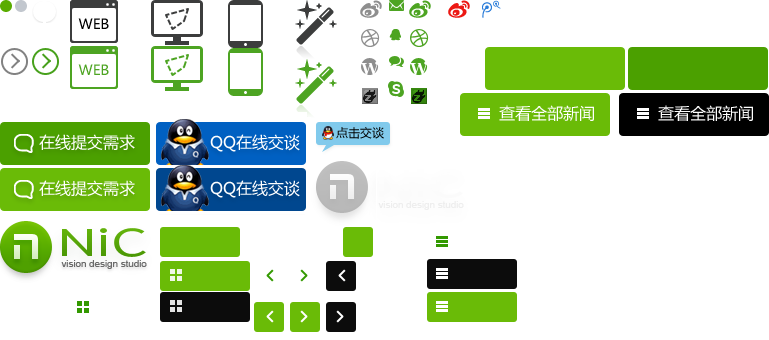 WEB
WEB
查看全部新闻
查看全部新闻
在线提交需求
QQ在线交谈
点击交谈
在线提交需求
QQ在线交谈
vision design studio
NiC
vision design studio